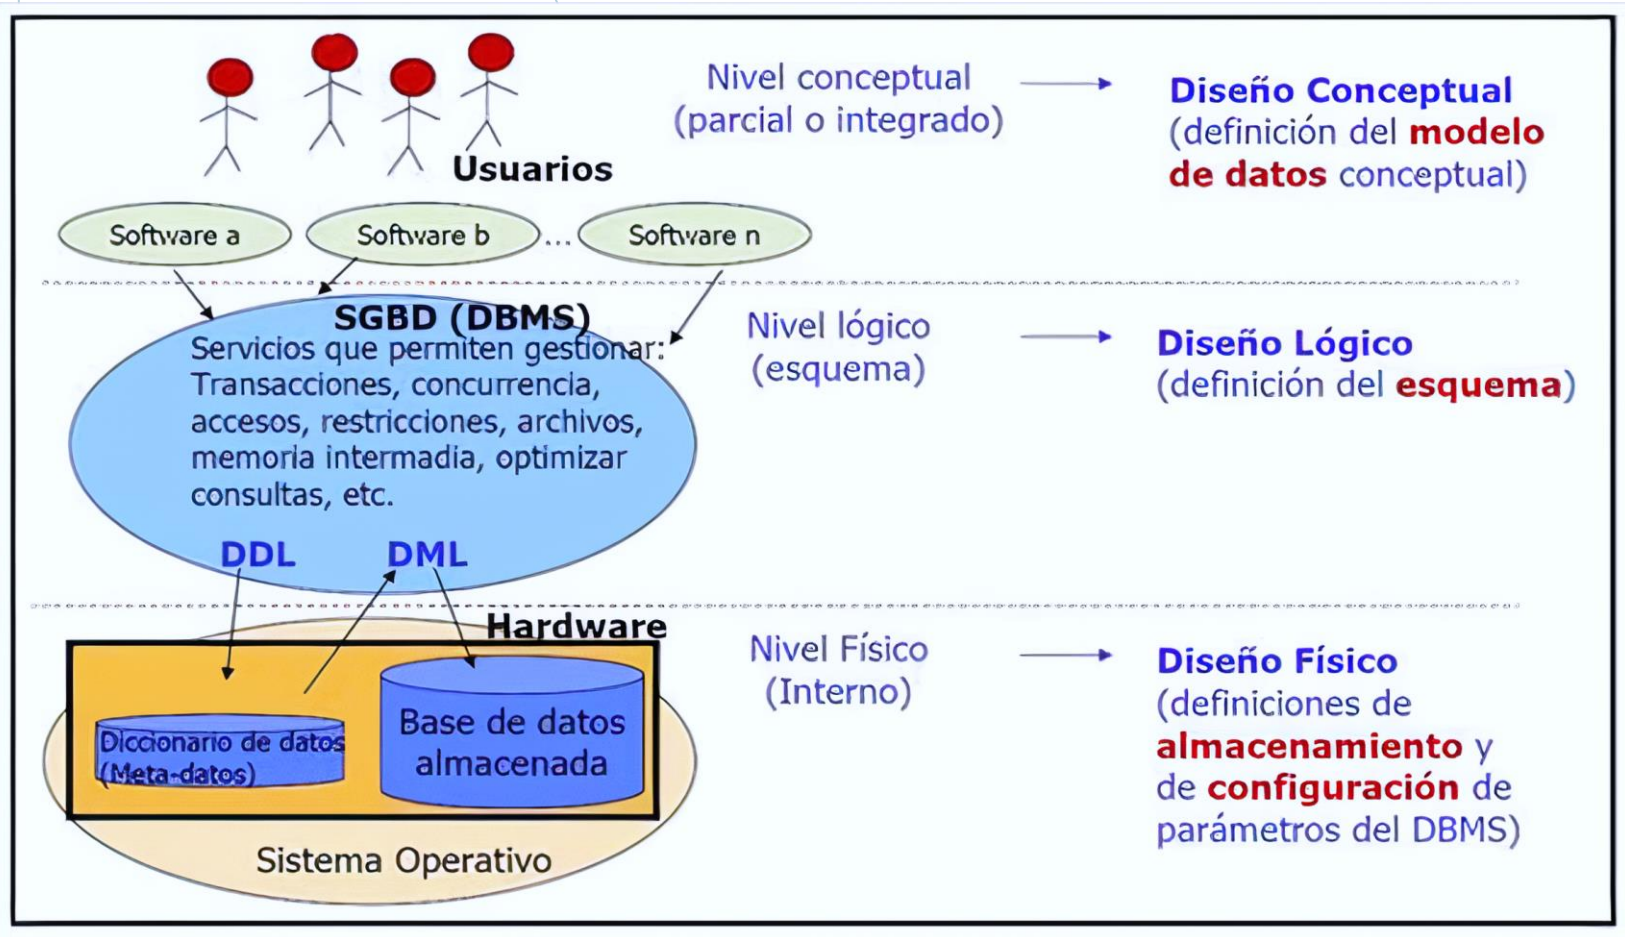 Usuarios
Software a
Software b
...
Software n
Nivel conceptual
(parcial o integrado)
Diseño Conceptual
(definición del modelo
de datos conceptual)
SGBD (DBMS)
Servicios que permiten gestionar:
Transacciones, concurrencia,
accesos, restricciones, archivos,
memoria intermadia, optimizar
consultas, etc.
DDL
DML
Nivel lógico
(esquema)
Diseño Lógico
(definición del esquema)
Hardware
Diccionario de datos
(Meta-datos)
Base de datos
almacenada
Sistema Operativo
Nivel Físico
(Interno)
Diseño Físico
(definiciones de
almacenamiento y
de configuración de
parámetros del DBMS)